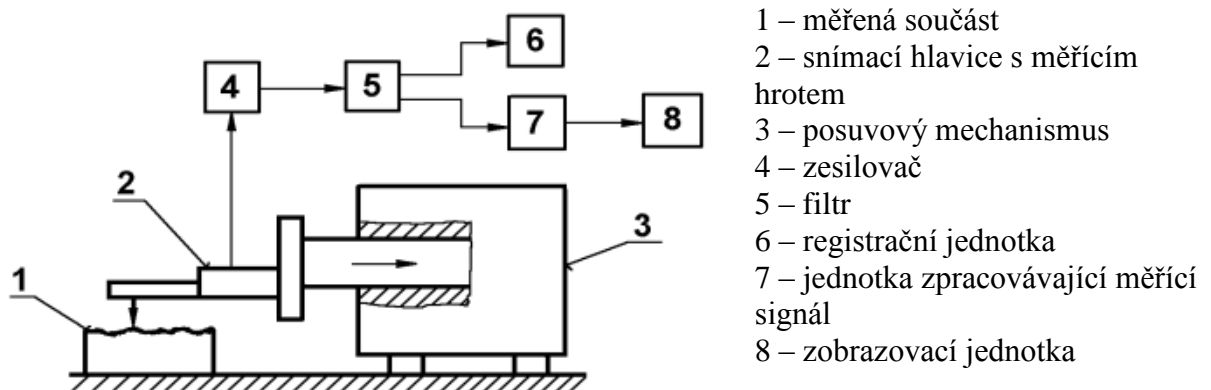 6
4
5
7
8
2
3
1
1 – měřená součást
2 – snímací hlavice s měřícím
hrotem
3 – posuvový mechanismus
4 – zesilovač
5 – filtr
6 – registrační jednotka
7 – jednotka zpracovávající měřící
signál
8 – zobrazovací jednotka